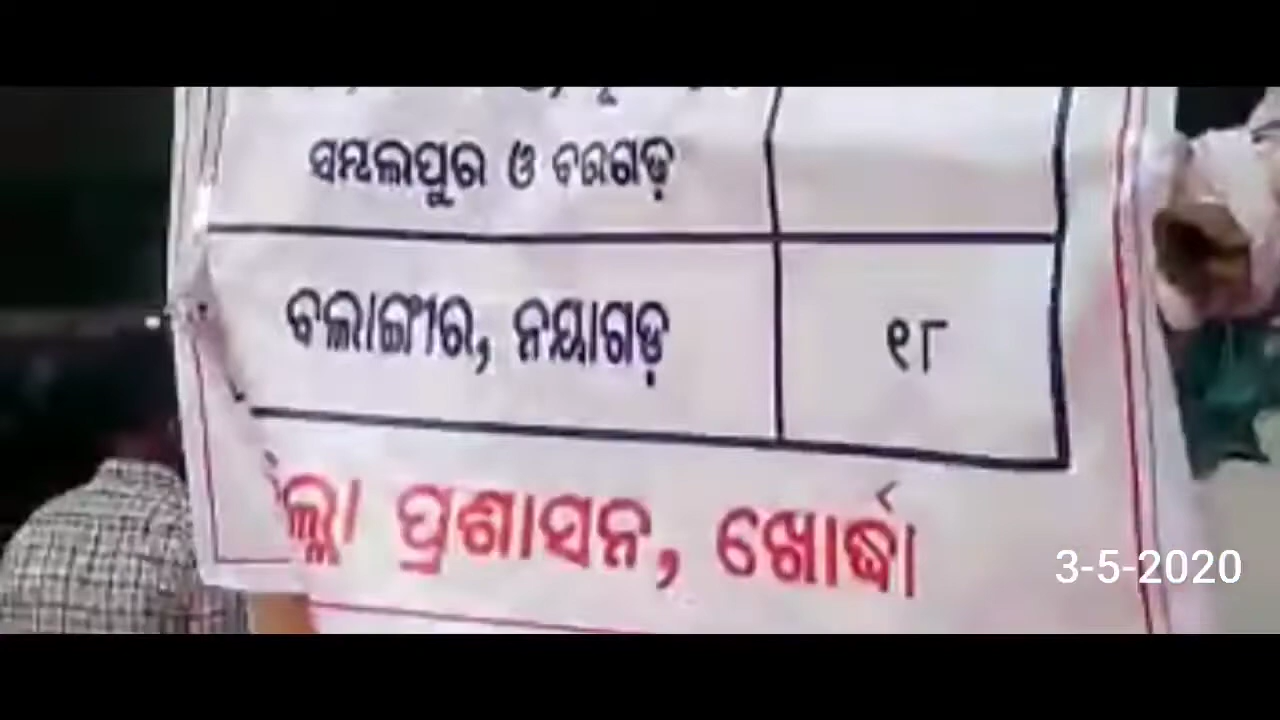 ସମ୍ବଲପୁର ଓ ବରଗଡ଼
ବଲାଙ୍ଗୀର, ନୟାଗଡ଼
୧୮
ଜିଲ୍ଲା ପ୍ରଶାସନ, ଖୋର୍ଦ୍ଧା
3-5-2020